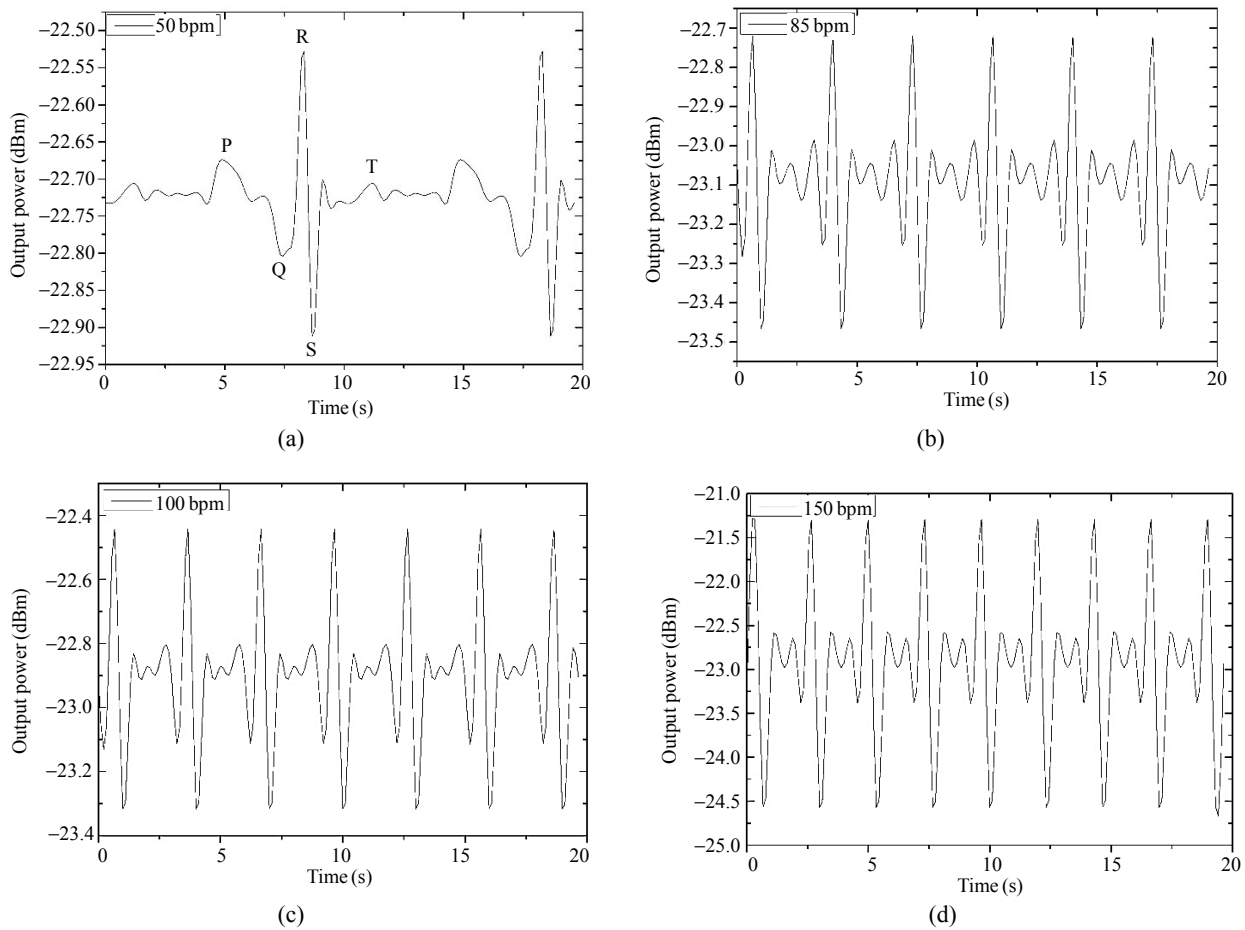 50 bpm
−22.50
−22.55
−22.60
−22.65
−22.70
−22.75
−22.80
−22.85
−22.90
−22.95
Output power (dBm)
P
Q
R
S
T
0
5
10
15
20
Time (s)
(a)
85 bpm
−22.7
−22.8
−22.9
−23.0
−23.1
−23.2
−23.3
−23.4
−23.5
Output power (dBm)
0
5
10
15
20
Time (s)
(b)
100 bpm
−22.4
−22.6
−22.8
−23.0
−23.2
−23.4
Output power (dBm)
0
5
10
15
20
Time (s)
(c)
150 bpm
−21.0
−21.5
−22.0
−22.5
−23.0
−23.5
−24.0
−24.5
−25.0
Output power (dBm)
0
5
10
15
20
Time (s)
(d)